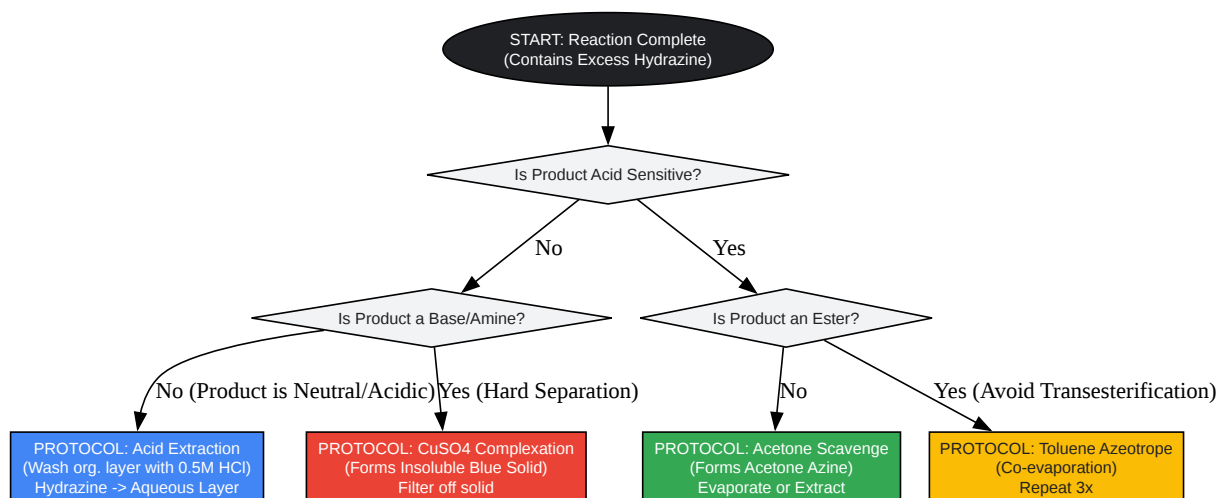 START: Reaction Complete
(Contains Excess Hydrazine)
Is Product Acid Sensitive?
No
Yes
Is Product a Base/Amine?
Is Product an Ester?
No (Product is Neutral/Acidic)
Yes (Hard Separation)
No
Yes (Avoid Transesterification)
PROTOCOL: Acid Extraction
(Wash org. layer with 0.5M HCl)
Hydrazine -> Aqueous Layer
PROTOCOL: CuSO4 Complexation
(Forms Insoluble Blue Solid)
Filter off solid
PROTOCOL: Acetone Scavenge
(Forms Acetone Azine)
Evaporate or Extract
PROTOCOL: Toluene Azeotrope
(Co-evaporation)
Repeat 3x